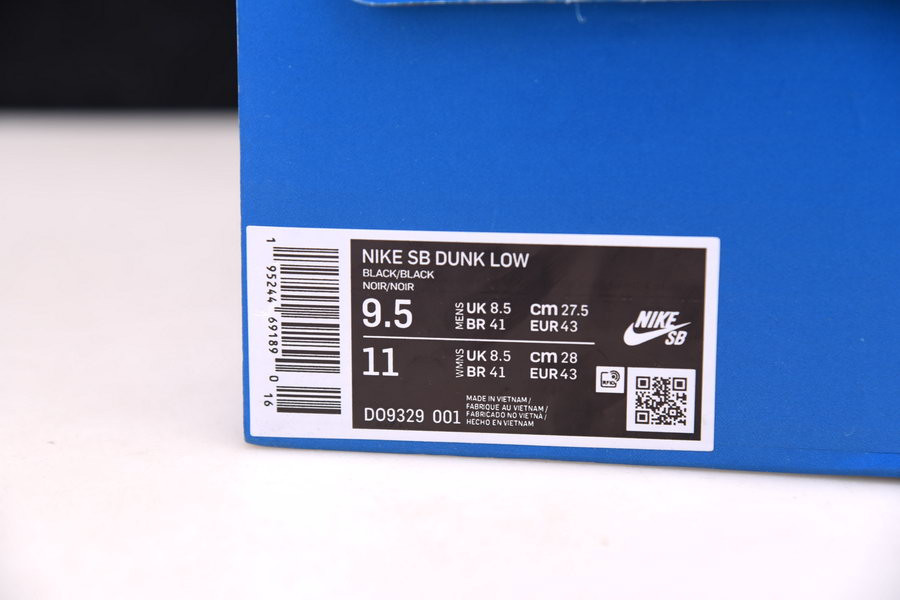 1 95244 69189 0 16
NIKE SB DUNK LOW
BLACK/BLACK
NOIR/NOIR
9.5 MENS UK 8.5 cm 27.5
BR 41 EUR 43
11 WMNS UK 8.5 cm 28
BR 41 EUR 43
DO9329 001
MADE IN VIETNAM /
FABRIQUE AU VIETNAM /
FABRICADO NO VIETNÃ /
HECHO EN VIETNAM
NIKE
SB
RFID